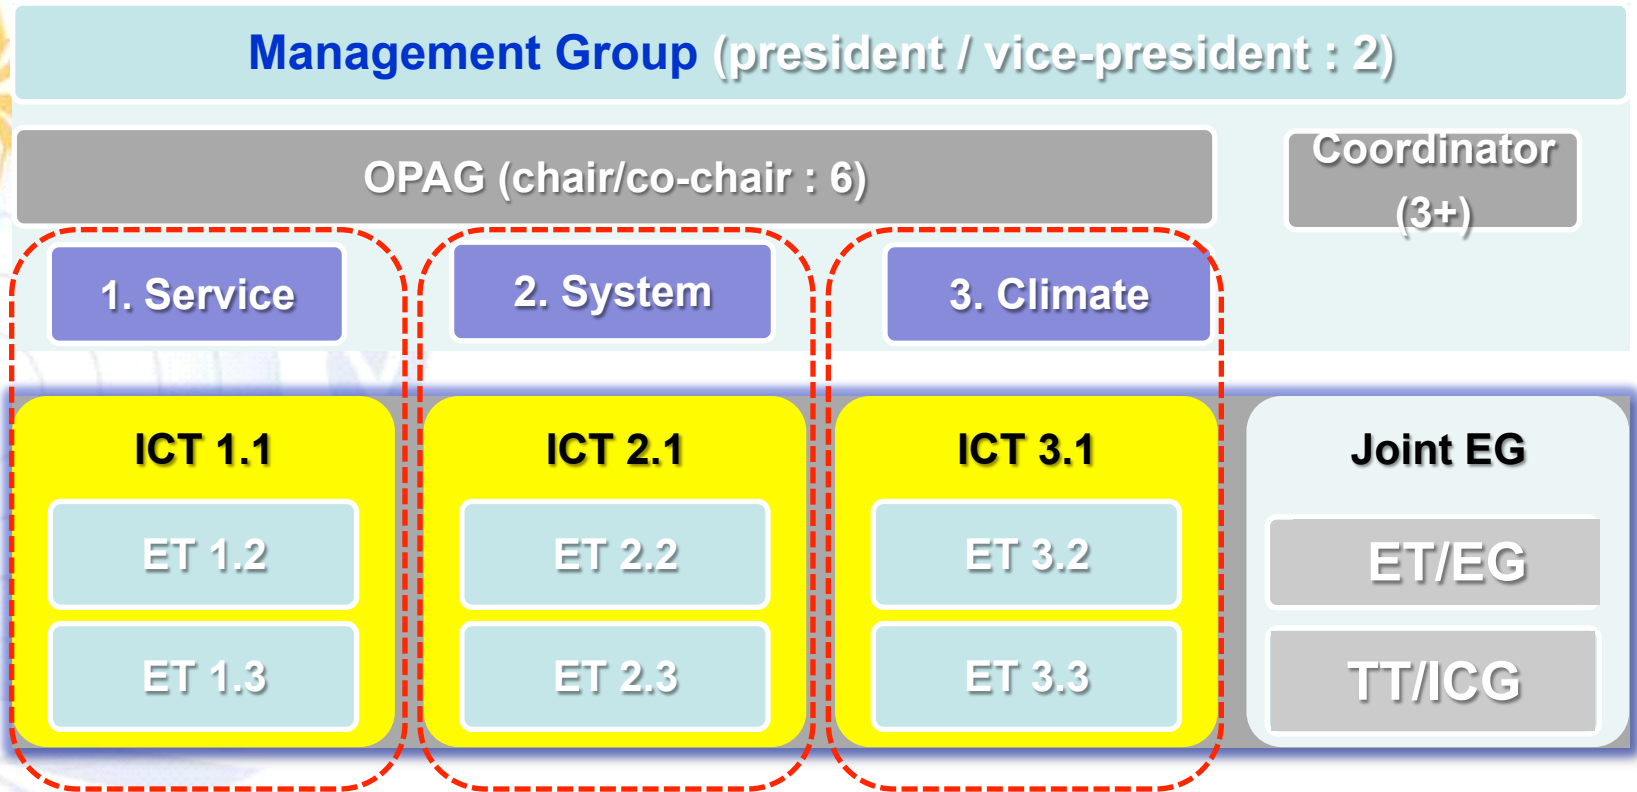 Management Group (president / vice-president : 2)
OPAG (chair/co-chair : 6)
Coordinator
(3+)
1. Service
2. System
3. Climate
ICT 1.1
ICT 2.1
ICT 3.1
Joint EG
ET 1.2
ET 2.2
ET 3.2
ET/EG
ET 1.3
ET 2.3
ET 3.3
TT/ICG